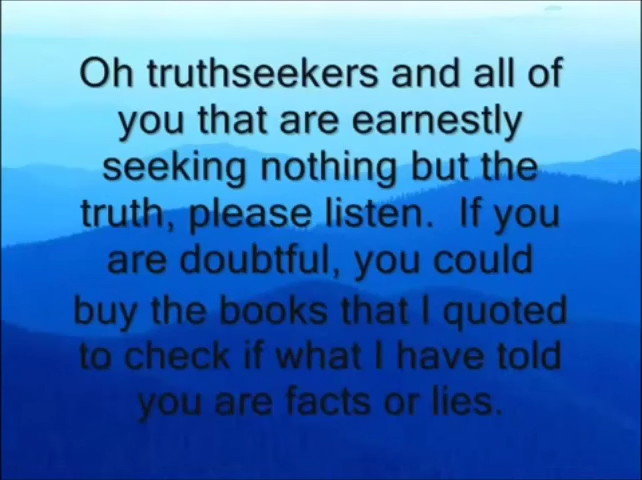 Oh truthseekers and all of
you that are earnestly
seeking nothing but the
truth, please listen.  If you
are doubtful, you could
buy the books that I quoted
to check if what I have told
you are facts or lies.